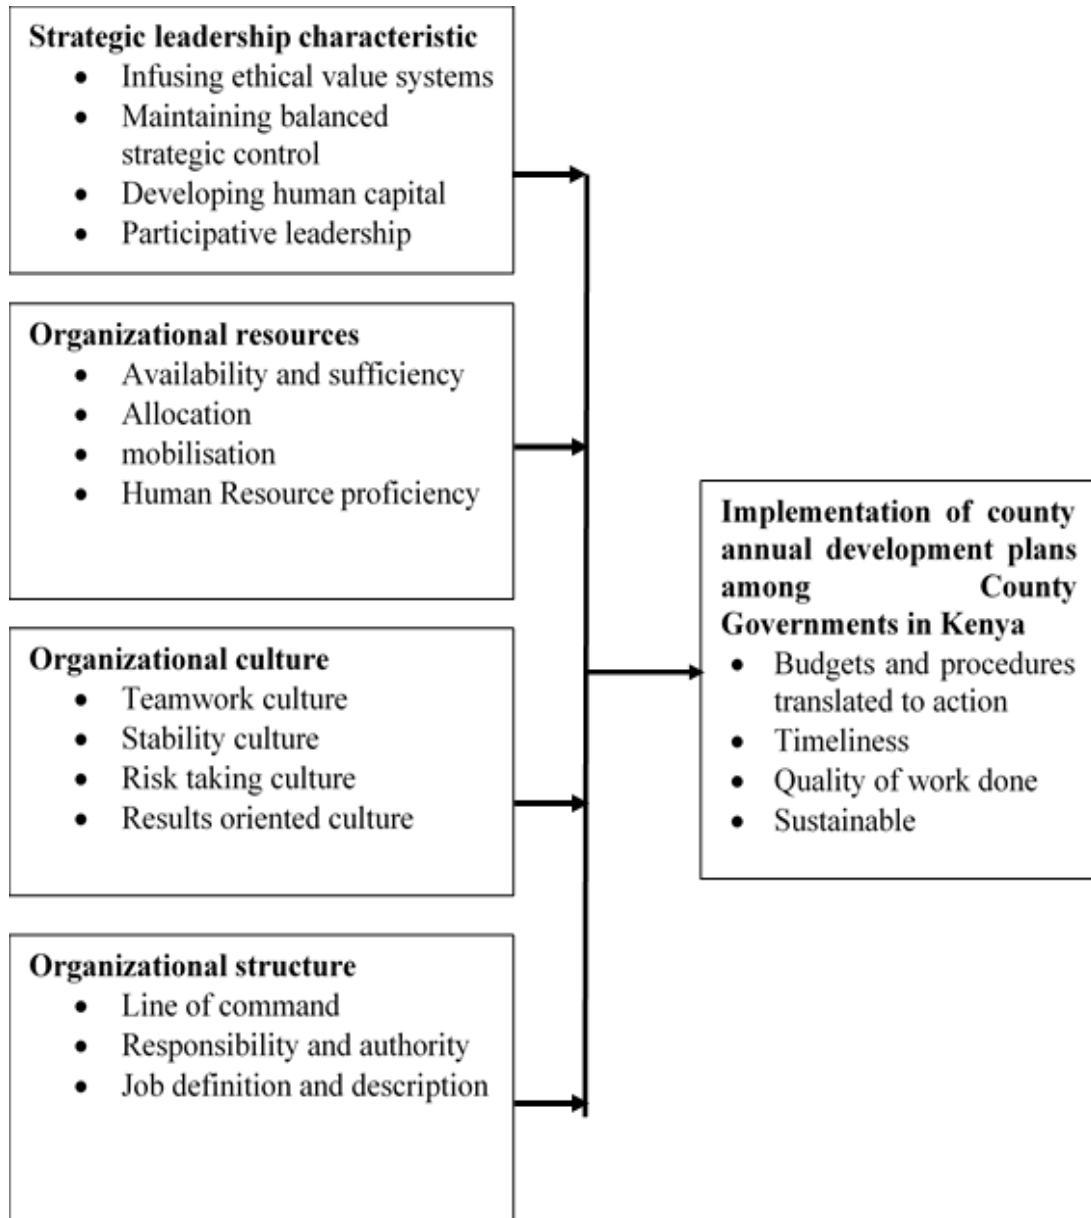 Strategic leadership characteristic
• Infusing ethical value systems
• Maintaining balanced
strategic control
• Developing human capital
• Participative leadership
Organizational resources
• Availability and sufficiency
• Allocation
• mobilisation
• Human Resource proficiency
Organizational culture
• Teamwork culture
• Stability culture
• Risk taking culture
• Results oriented culture
Organizational structure
• Line of command
• Responsibility and authority
• Job definition and description
Implementation of county
annual development plans
among County
Governments in Kenya
• Budgets and procedures
translated to action
• Timeliness
• Quality of work done
• Sustainable